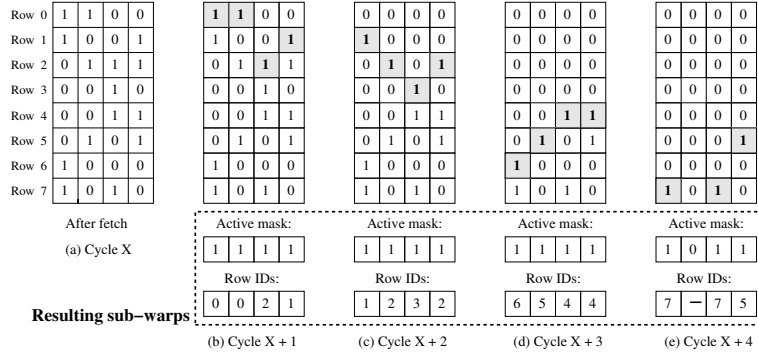 Row 0 1 1 0 0 1 1 0 0 0 0 0 0 0 0 0 0 0 0 0 0
Row 1 1 0 0 1 1 0 0 1 1 0 0 0 0 0 0 0 0 0 0 0
Row 2 0 1 1 1 0 1 1 1 0 1 0 1 0 0 0 0 0 0 0 0
Row 3 0 0 1 0 0 0 1 0 0 0 1 0 0 0 0 0 0 0 0 0
Row 4 0 0 1 1 0 0 1 1 0 0 1 1 0 0 1 1 0 0 0 0
Row 5 0 1 0 1 0 1 0 1 0 1 0 1 0 1 0 1 0 0 0 1
Row 6 1 0 0 0 1 0 0 0 1 0 0 0 1 0 0 0 0 0 0 0
Row 7 1 0 1 0 1 0 1 0 1 0 1 0 1 0 1 0 1 0 1 0
After fetch Active mask: Active mask: Active mask: Active mask:
(a) Cycle X 1 1 1 1 1 1 1 1 1 1 1 1 1 0 1 1
Row IDs: Row IDs: Row IDs: Row IDs:
Resulting sub−warps 0 0 2 1 1 2 3 2 6 5 4 4 7 − 7 5
(b) Cycle X + 1 (c) Cycle X + 2 (d) Cycle X + 3 (e) Cycle X + 4